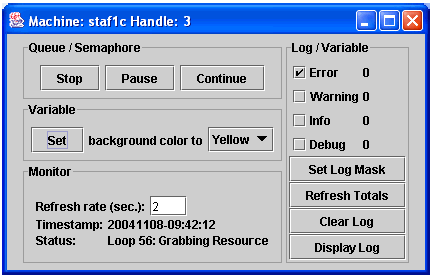 Machine: staf1c Handle: 3
Queue / Semaphore
Stop Pause Continue
Variable
Set background color to Yellow
Monitor
Refresh rate (sec.): 2
Timestamp: 20041108-09:42:12
Status: Loop 56: Grabbing Resource
Log / Variable
Error 0
Warning 0
Info 0
Debug 0
Set Log Mask
Refresh Totals
Clear Log
Display Log